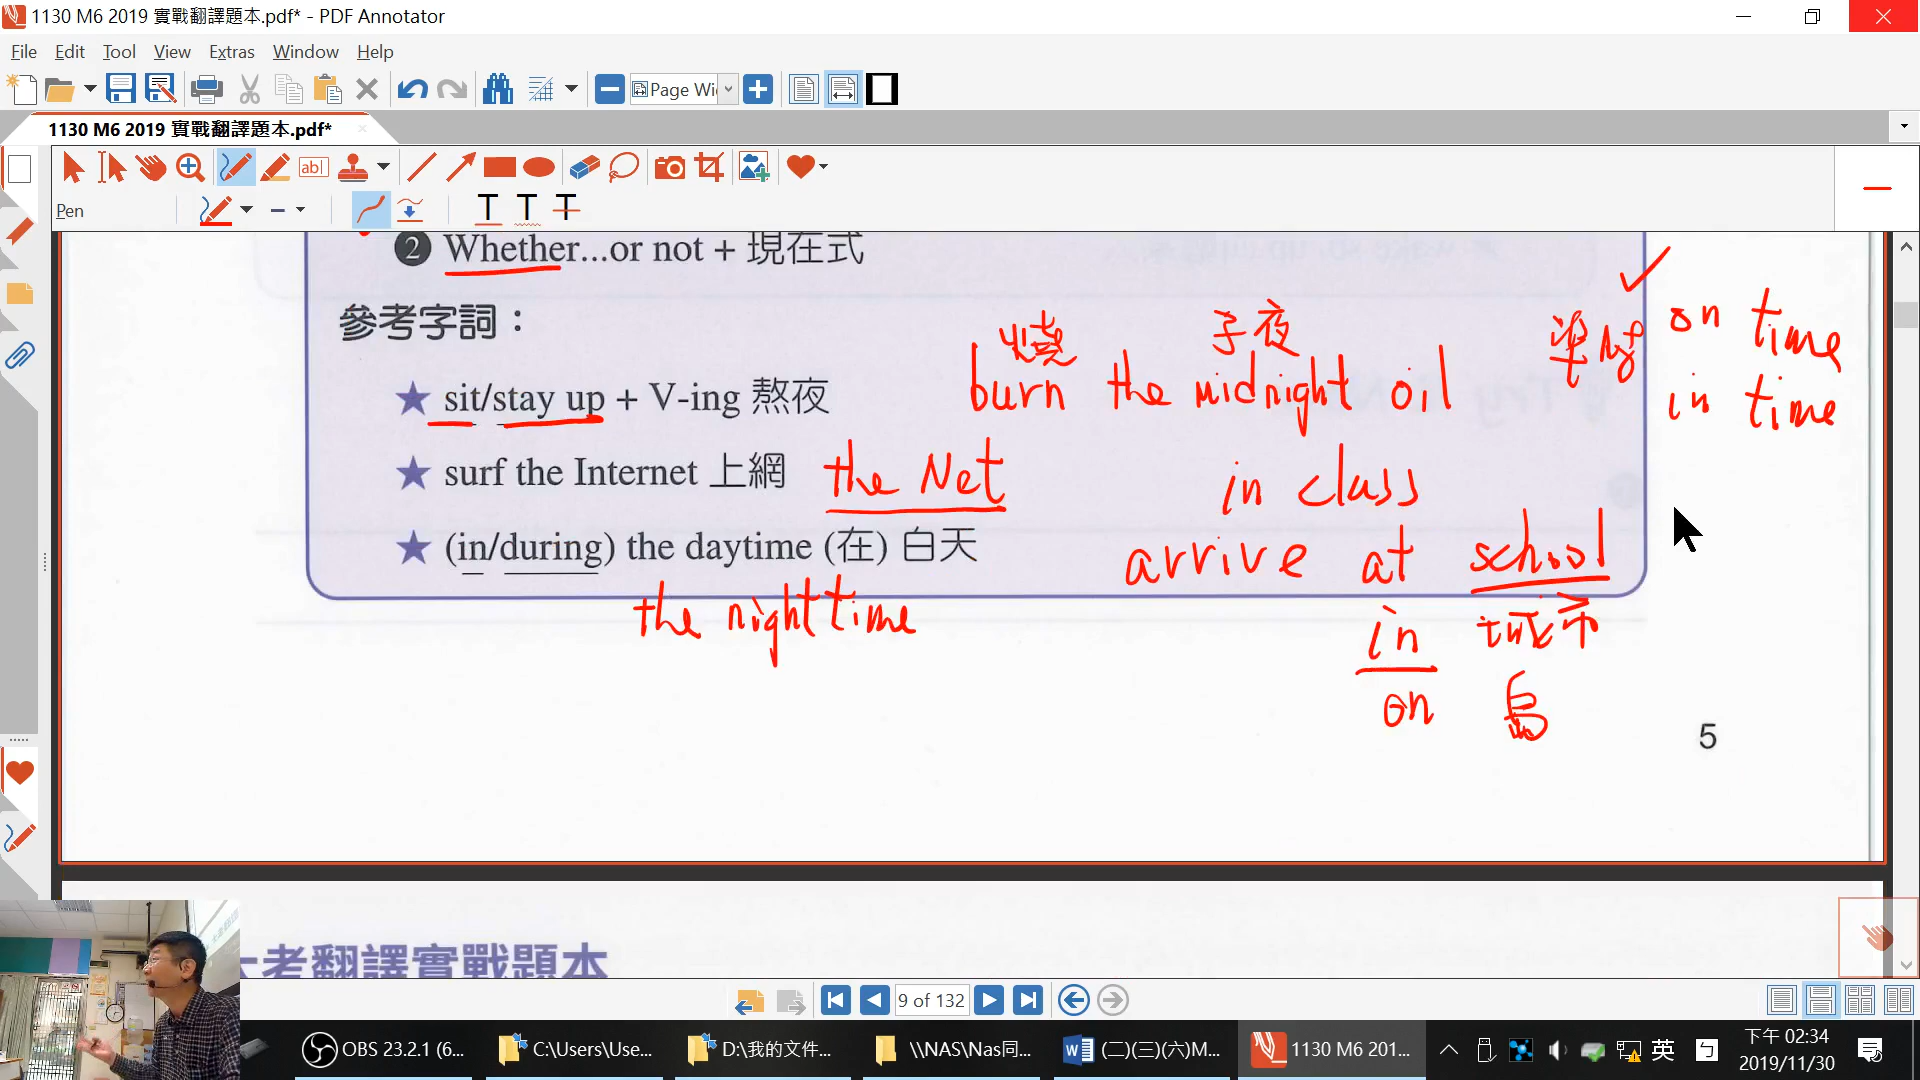 1130 M6 2019 實戰翻譯題本.pdf* - PDF Annotator
File Edit Tool View Extras Window Help
Page Wi
1130 M6 2019 實戰翻譯題本.pdf*
Pen
❷ Whether...or not + 現在式
參考字詞：
燒 子夜
準時 on time
★ sit/stay up + V-ing 熬夜 burn the midnight oil
in time
★ surf the Internet 上網 the Net
in class
★ (in/during) the daytime (在) 白天
arrive at school
the nighttime
in 城市
on 島
5
大考翻譯實戰題本
9 of 132
OBS 23.2.1 (6... C:\Users\Use... D:\我的文件... \\NAS\Nas同... (二)(三)(六)M... 1130 M6 201... 英 ㄅ
下午 02:34
2019/11/30